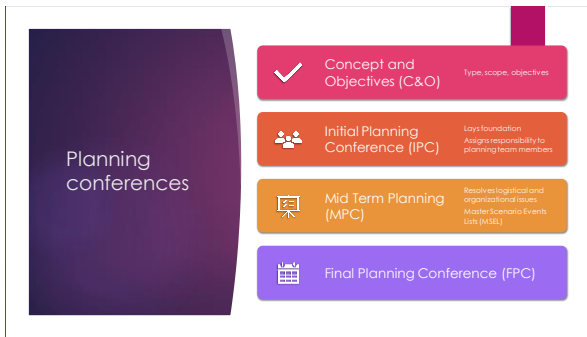 Planning
conferences
Concept and
Objectives (C&O)
Type, scope, objectives
Initial Planning
Conference (IPC)
Lays foundation
Assigns responsibility to
planning team members
Mid Term Planning
(MPC)
Resolves logistical and
organizational issues
Master Scenario Events
Lists (MSEL)
Final Planning Conference (FPC)